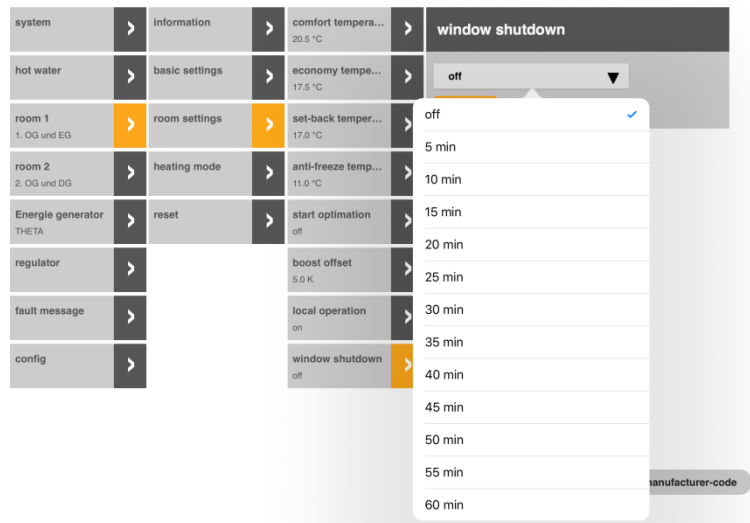 system
hot water
room 1
1. OG und EG
room 2
2. OG und DG
Energie generator
THETA
regulator
fault message
config
information
basic settings
room settings
heating mode
reset
comfort tempera...
20.5 °C
economy tempe...
17.5 °C
set-back temper...
17.0 °C
anti-freeze temp...
11.0 °C
start optimation
off
boost offset
5.0 K
local operation
on
window shutdown
off
window shutdown
off
off
5 min
10 min
15 min
20 min
25 min
30 min
35 min
40 min
45 min
50 min
55 min
60 min
anufacturer-code